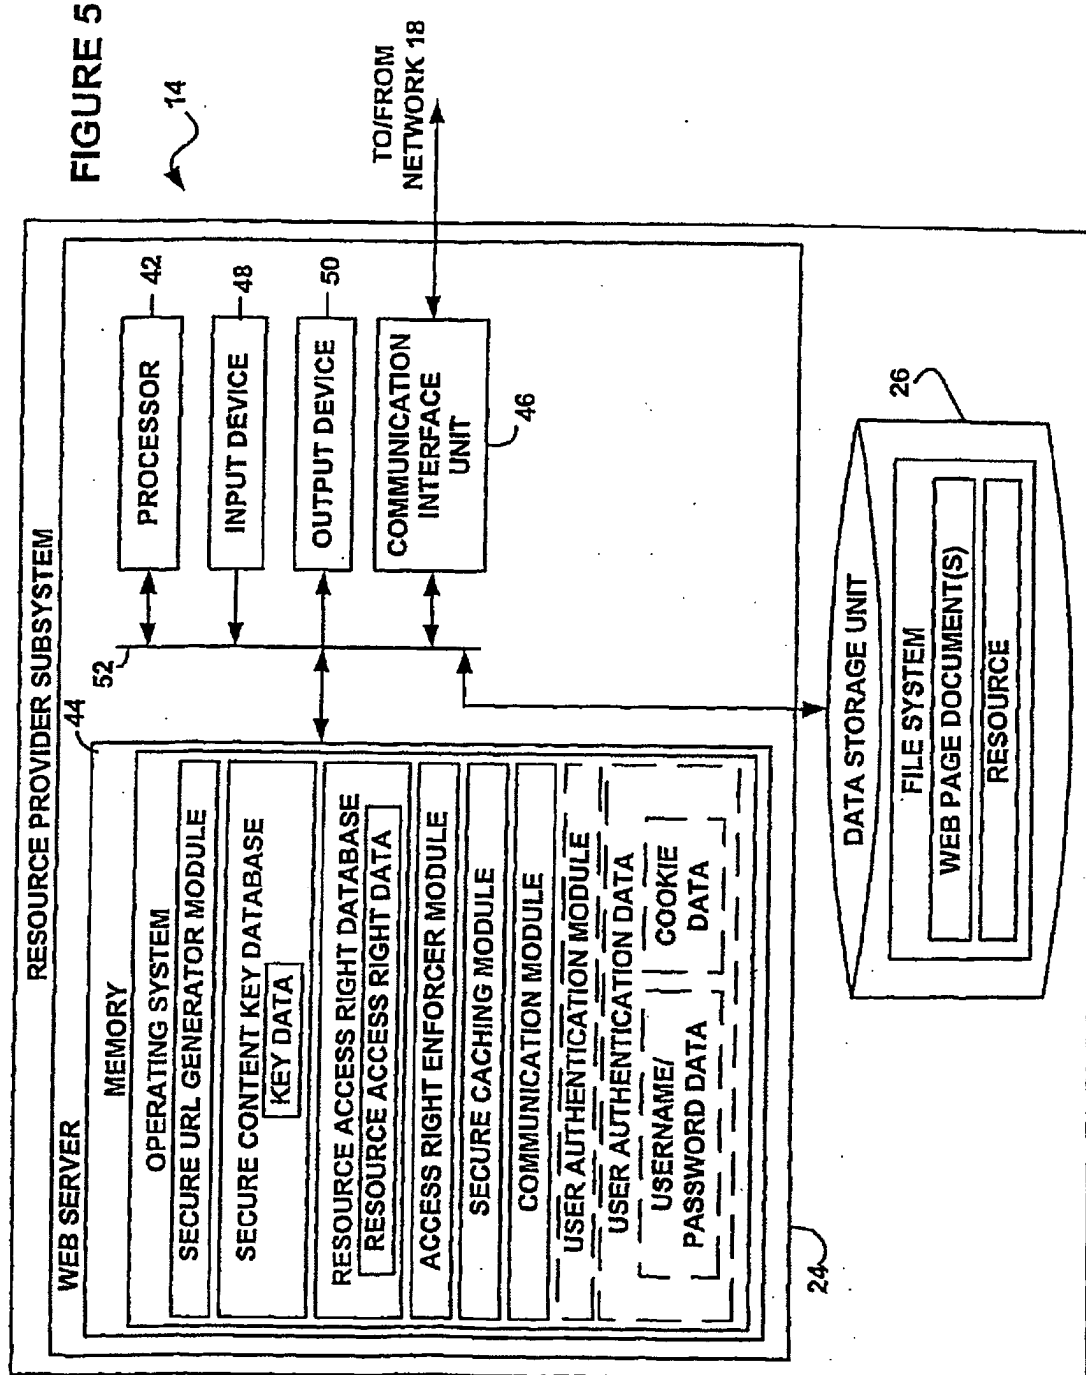 FIGURE 5
14
RESOURCE PROVIDER SUBSYSTEM
WEB SERVER
44
MEMORY
OPERATING SYSTEM
SECURE URL GENERATOR MODULE
SECURE CONTENT KEY DATABASE
KEY DATA
RESOURCE ACCESS RIGHT DATABASE
RESOURCE ACCESS RIGHT DATA
ACCESS RIGHT ENFORCER MODULE
SECURE CACHING MODULE
COMMUNICATION MODULE
USER AUTHENTICATION MODULE
USER AUTHENTICATION DATA
USERNAME/
PASSWORD DATA
COOKIE
DATA
24
52
PROCESSOR
42
INPUT DEVICE
48
OUTPUT DEVICE
50
COMMUNICATION
INTERFACE
UNIT
46
TO/FROM
NETWORK 18
DATA STORAGE UNIT
26
FILE SYSTEM
WEB PAGE DOCUMENT(S)
RESOURCE